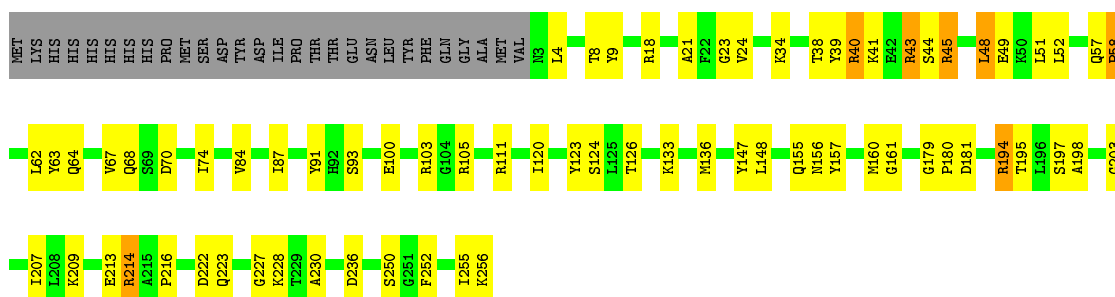 MET LYS HIS HIS HIS HIS HIS HIS PRO MET SER ASP TYR ASP ILE PRO THR THR GLU ASN LEU TYR PHE GLN GLY ALA MET VAL N3 L4 T8 Y9 R18 A21 F22 G23 V24 K34 T38 Y39 R40 K41 E42 R43 S44 R45 L48 E49 K50 L51 L52 Q57
L62 Y63 Q64 V67 Q68 S69 D70 I74 V84 I87 Y91 H92 S93 E100 R103 G104 R105 R111 I120 Y123 S124 L125 T126 K133 M136 Y147 L148 Q155 N156 Y157 M160 G161 G179 P180 D181 R194 T195 L196 S197 A198
I207 L208 K209 E213 R214 A215 P216 D222 Q223 G227 K228 T229 A230 D236 S250 G251 F252 I255 K256